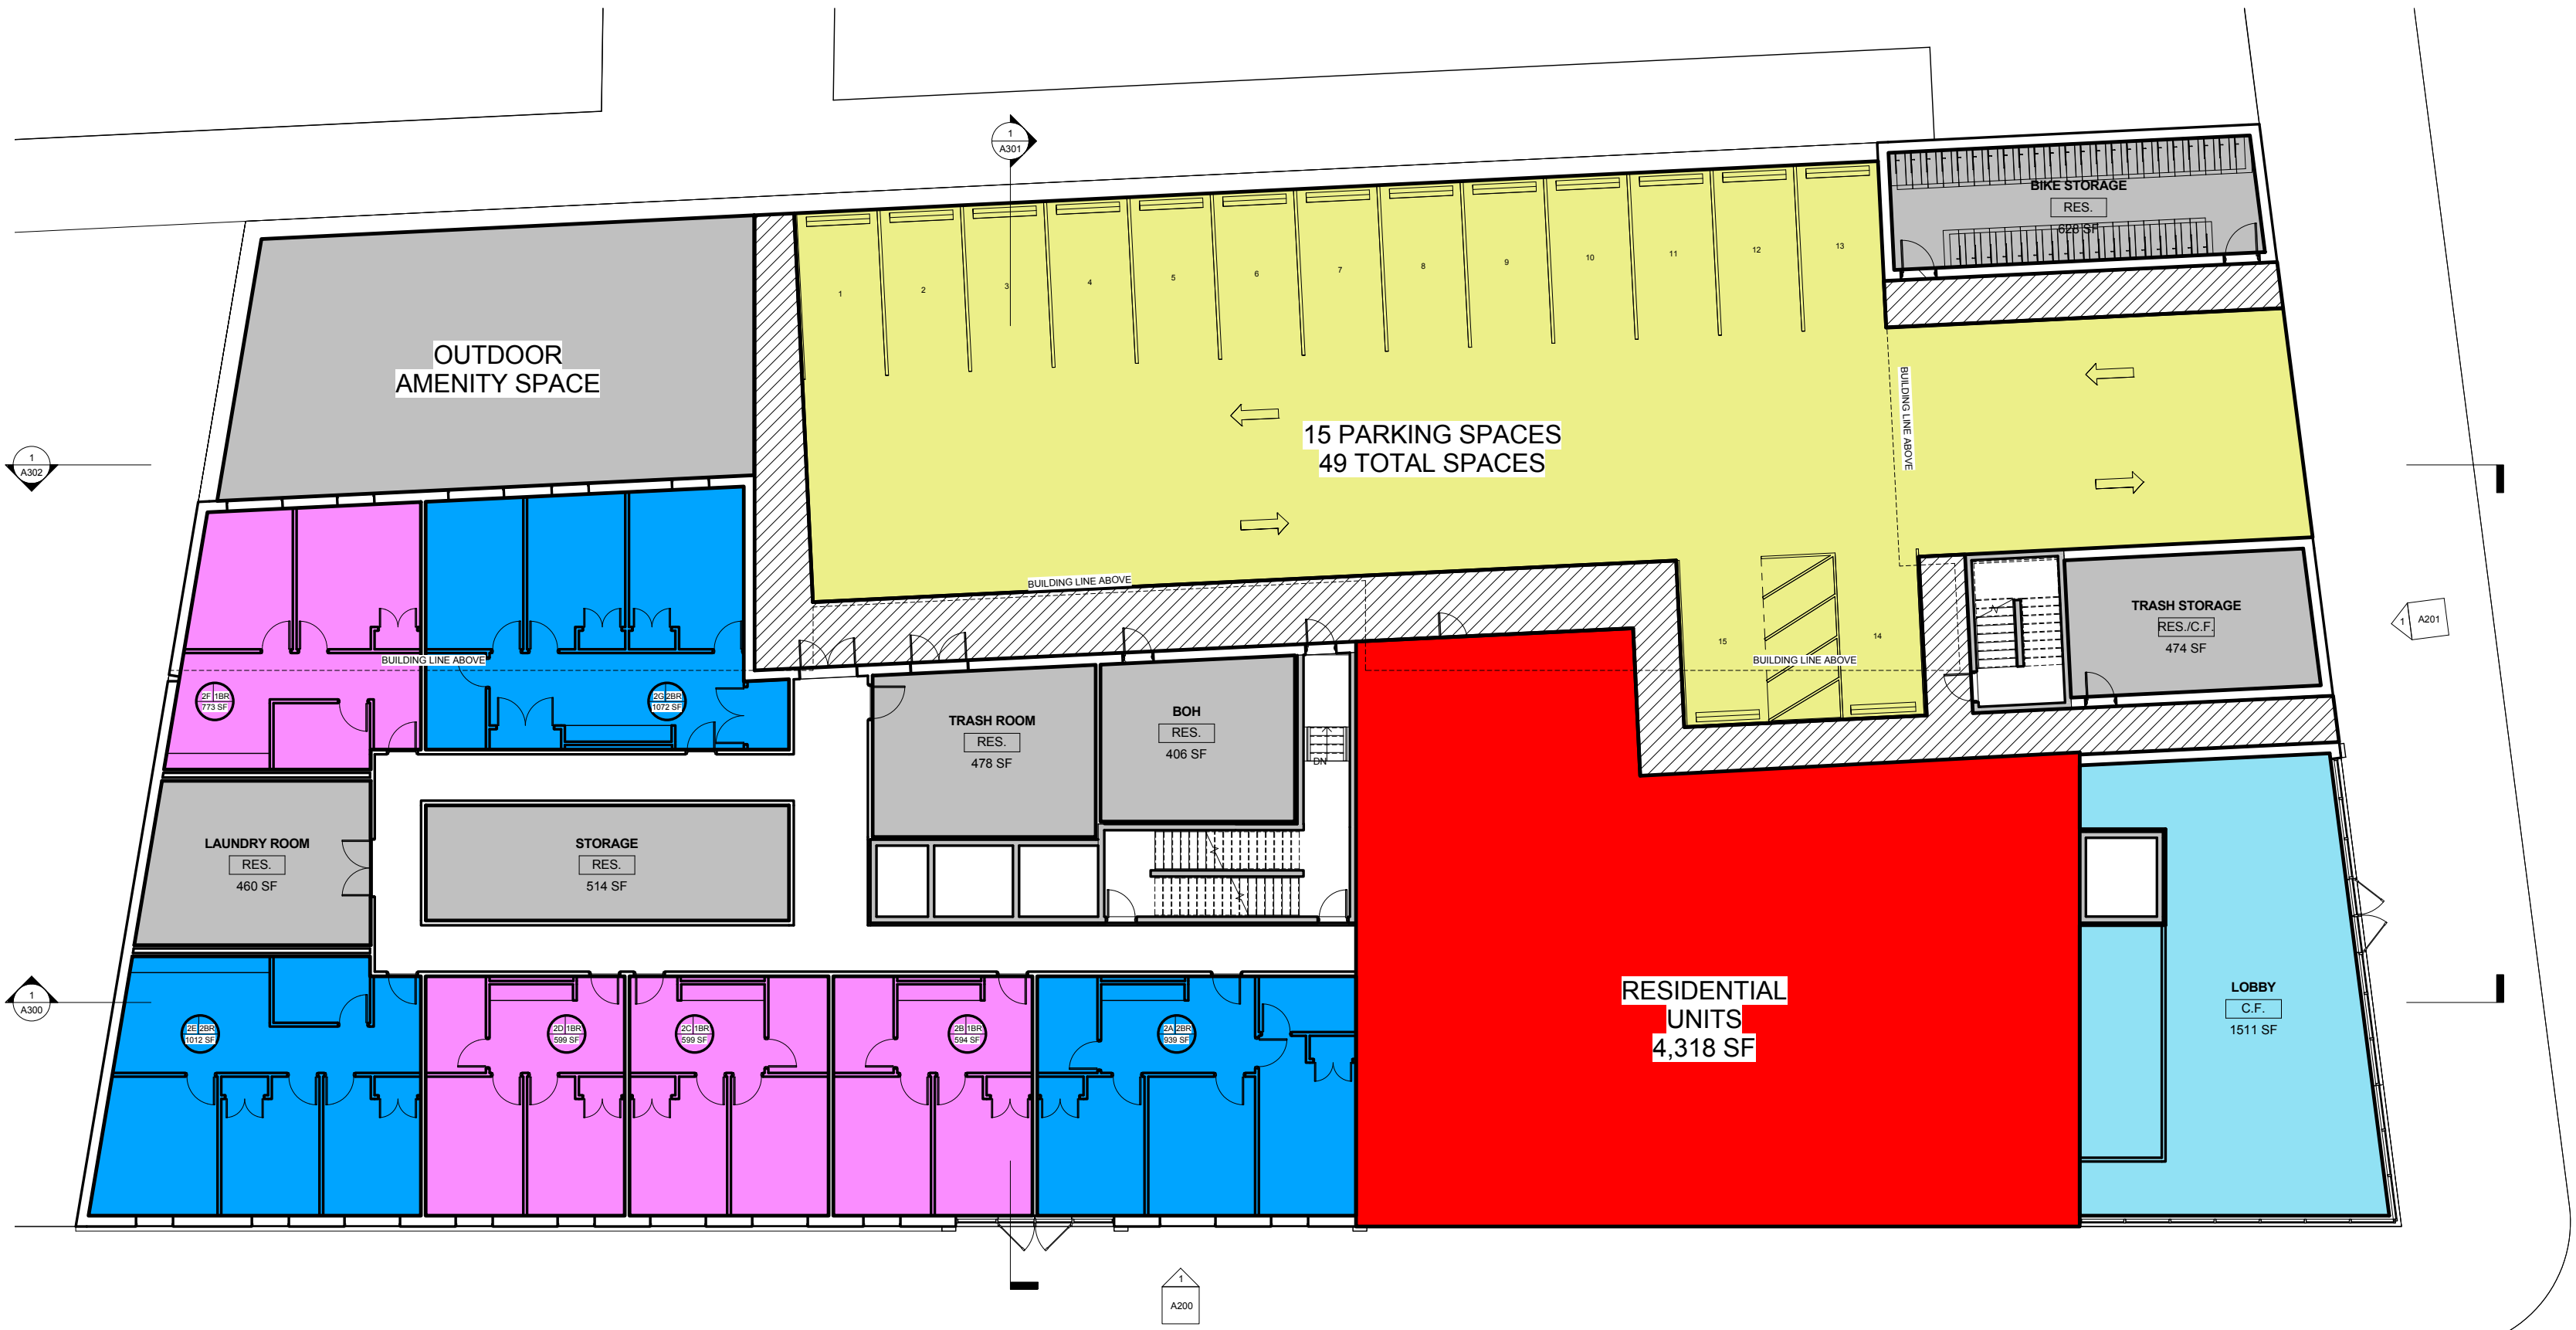 1
A301
BIKE STORAGE
RES.
628 SF
1
2
3
4
5
6
7
8
9
10
11
12
13
OUTDOOR
AMENITY SPACE
BUILDING LINE ABOVE
15 PARKING SPACES
49 TOTAL SPACES
1
A302
BUILDING LINE ABOVE
TRASH STORAGE
RES./C.F.
474 SF
1
A201
15
14
BUILDING LINE ABOVE
BUILDING LINE ABOVE
2F 1BR
773 SF
2G 2BR
1072 SF
TRASH ROOM
RES.
478 SF
BOH
RES.
406 SF
DN
LAUNDRY ROOM
RES.
460 SF
STORAGE
RES.
514 SF
1
A300
2E 2BR
1012 SF
2D 1BR
599 SF
2C 1BR
599 SF
2B 1BR
594 SF
2A 2BR
939 SF
RESIDENTIAL
UNITS
4,318 SF
LOBBY
C.F.
1511 SF
1
A200